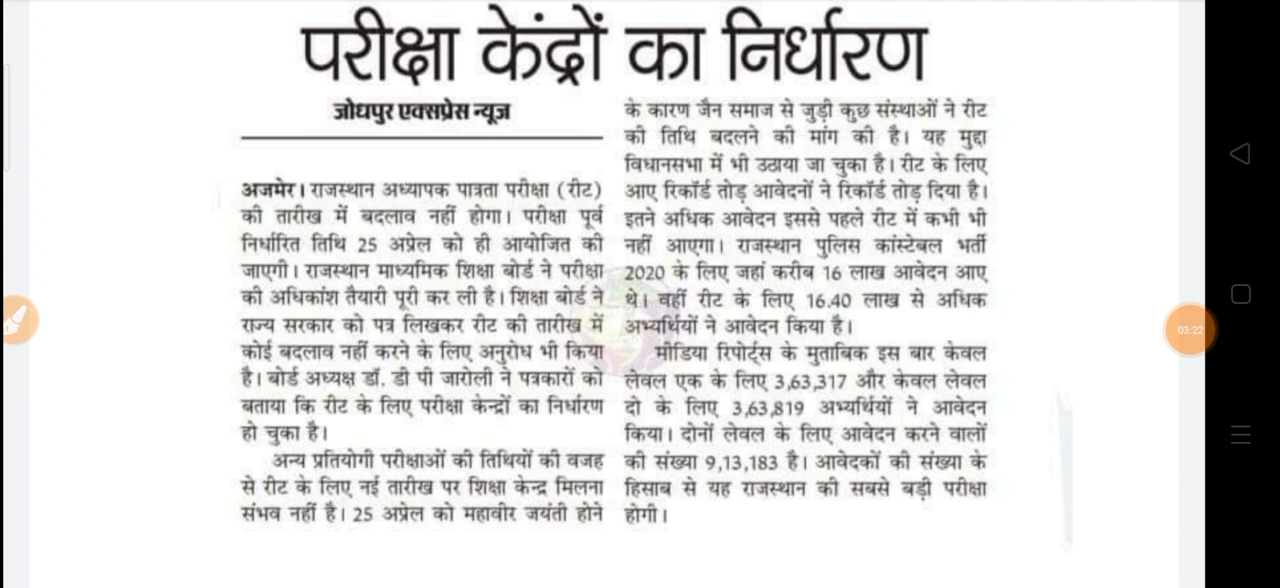 परीक्षा केंद्रों का निर्धारण
जोधपुर एक्सप्रेस न्यूज
अजमेर। राजस्थान अध्यापक पात्रता परीक्षा (रीट)
की तारीख में बदलाव नहीं होगा। परीक्षा पूर्व
निर्धारित तिथि 25 अप्रेल को ही आयोजित की
जाएगी। राजस्थान माध्यमिक शिक्षा बोर्ड ने परीक्षा
की अधिकांश तैयारी पूरी कर ली है। शिक्षा बोर्ड ने
राज्य सरकार को पत्र लिखकर रीट की तारीख में
कोई बदलाव नहीं करने के लिए अनुरोध भी किया
है। बोर्ड अध्यक्ष डॉ. डी पी जारोली ने पत्रकारों को
बताया कि रीट के लिए परीक्षा केन्द्रों का निर्धारण
हो चुका है।
अन्य प्रतियोगी परीक्षाओं की तिथियों की वजह
से रीट के लिए नई तारीख पर शिक्षा केन्द्र मिलना
संभव नहीं है। 25 अप्रेल को महावीर जयंती होने
के कारण जैन समाज से जुड़ी कुछ संस्थाओं ने रीट
की तिथि बदलने की मांग की है। यह मुद्दा
विधानसभा में भी उठाया जा चुका है। रीट के लिए
आए रिकॉर्ड तोड़ आवेदनों ने रिकॉर्ड तोड़ दिया है।
इतने अधिक आवेदन इससे पहले रीट में कभी भी
नहीं आएगा। राजस्थान पुलिस कांस्टेबल भर्ती
2020 के लिए जहां करीब 16 लाख आवेदन आए
थे। वहीं रीट के लिए 16.40 लाख से अधिक
अभ्यर्थियों ने आवेदन किया है।
मीडिया रिपोर्ट्स के मुताबिक इस बार केवल
लेवल एक के लिए 3,63,317 और केवल लेवल
दो के लिए 3,63,819 अभ्यर्थियों ने आवेदन
किया। दोनों लेवल के लिए आवेदन करने वालों
की संख्या 9,13,183 है। आवेदकों की संख्या के
हिसाब से यह राजस्थान की सबसे बड़ी परीक्षा
होगी।
03:22